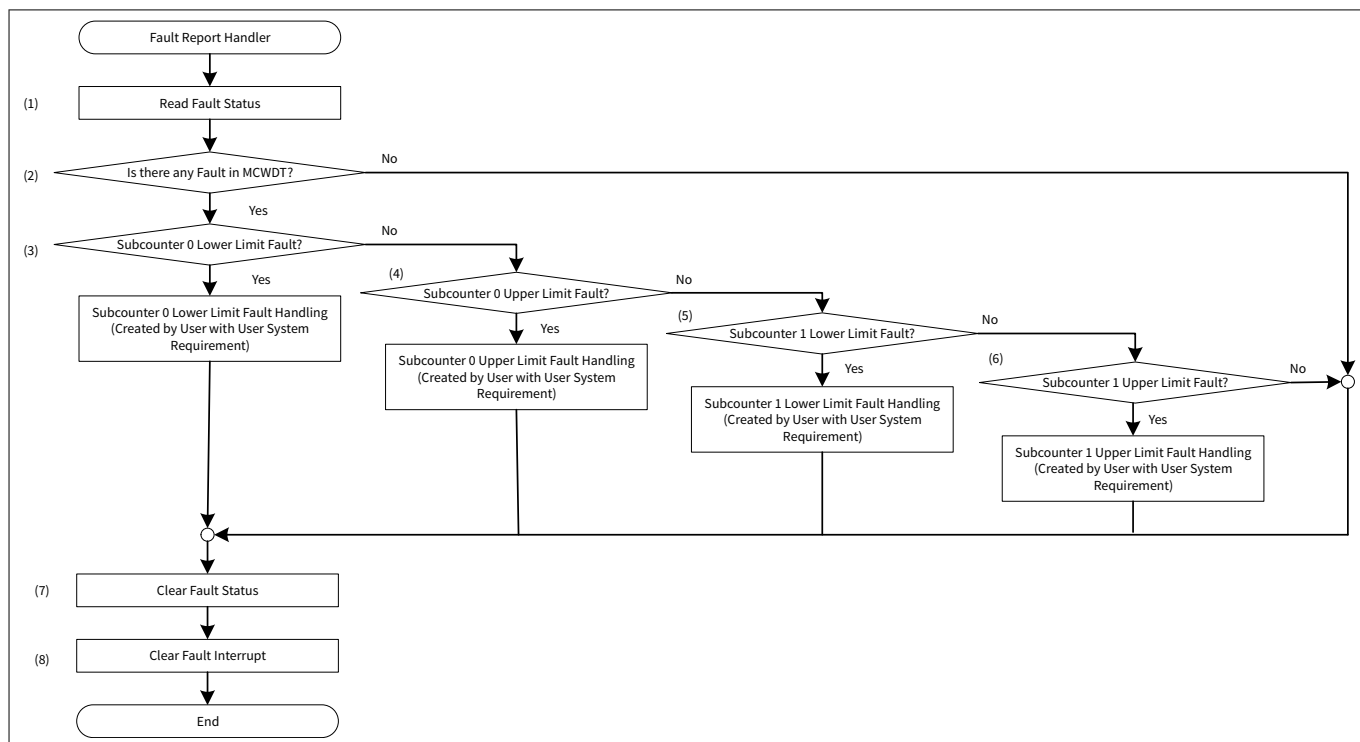 Fault Report Handler
(1)
Read Fault Status
(2)
Is there any Fault in MCWDT?
No
Yes
(3)
Subcounter 0 Lower Limit Fault?
No
Yes
Subcounter 0 Lower Limit Fault Handling
(Created by User with User System
Requirement)
(4)
Subcounter 0 Upper Limit Fault?
No
Yes
Subcounter 0 Upper Limit Fault Handling
(Created by User with User System
Requirement)
(5)
Subcounter 1 Lower Limit Fault?
No
Yes
Subcounter 1 Lower Limit Fault Handling
(Created by User with User System
Requirement)
(6)
Subcounter 1 Upper Limit Fault?
No
Yes
Subcounter 1 Upper Limit Fault Handling
(Created by User with User System
Requirement)
(7)
Clear Fault Status
(8)
Clear Fault Interrupt
End